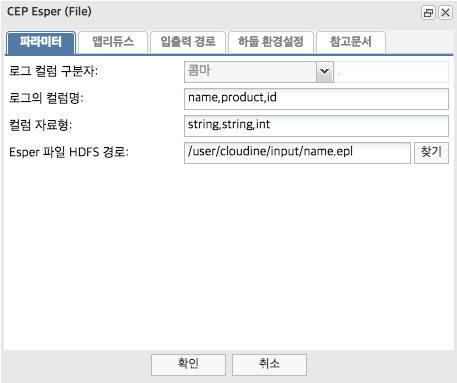 CEP Esper (File)
파라미터 맵리듀스 입출력 경로 하둡 환경설정 참고문서
로그 컬럼 구분자: 콤마 ,
로그의 컬럼명: name,product,id
컬럼 자료형: string,string,int
Esper 파일 HDFS 경로: /user/cloudine/input/name.epl 찾기
확인 취소